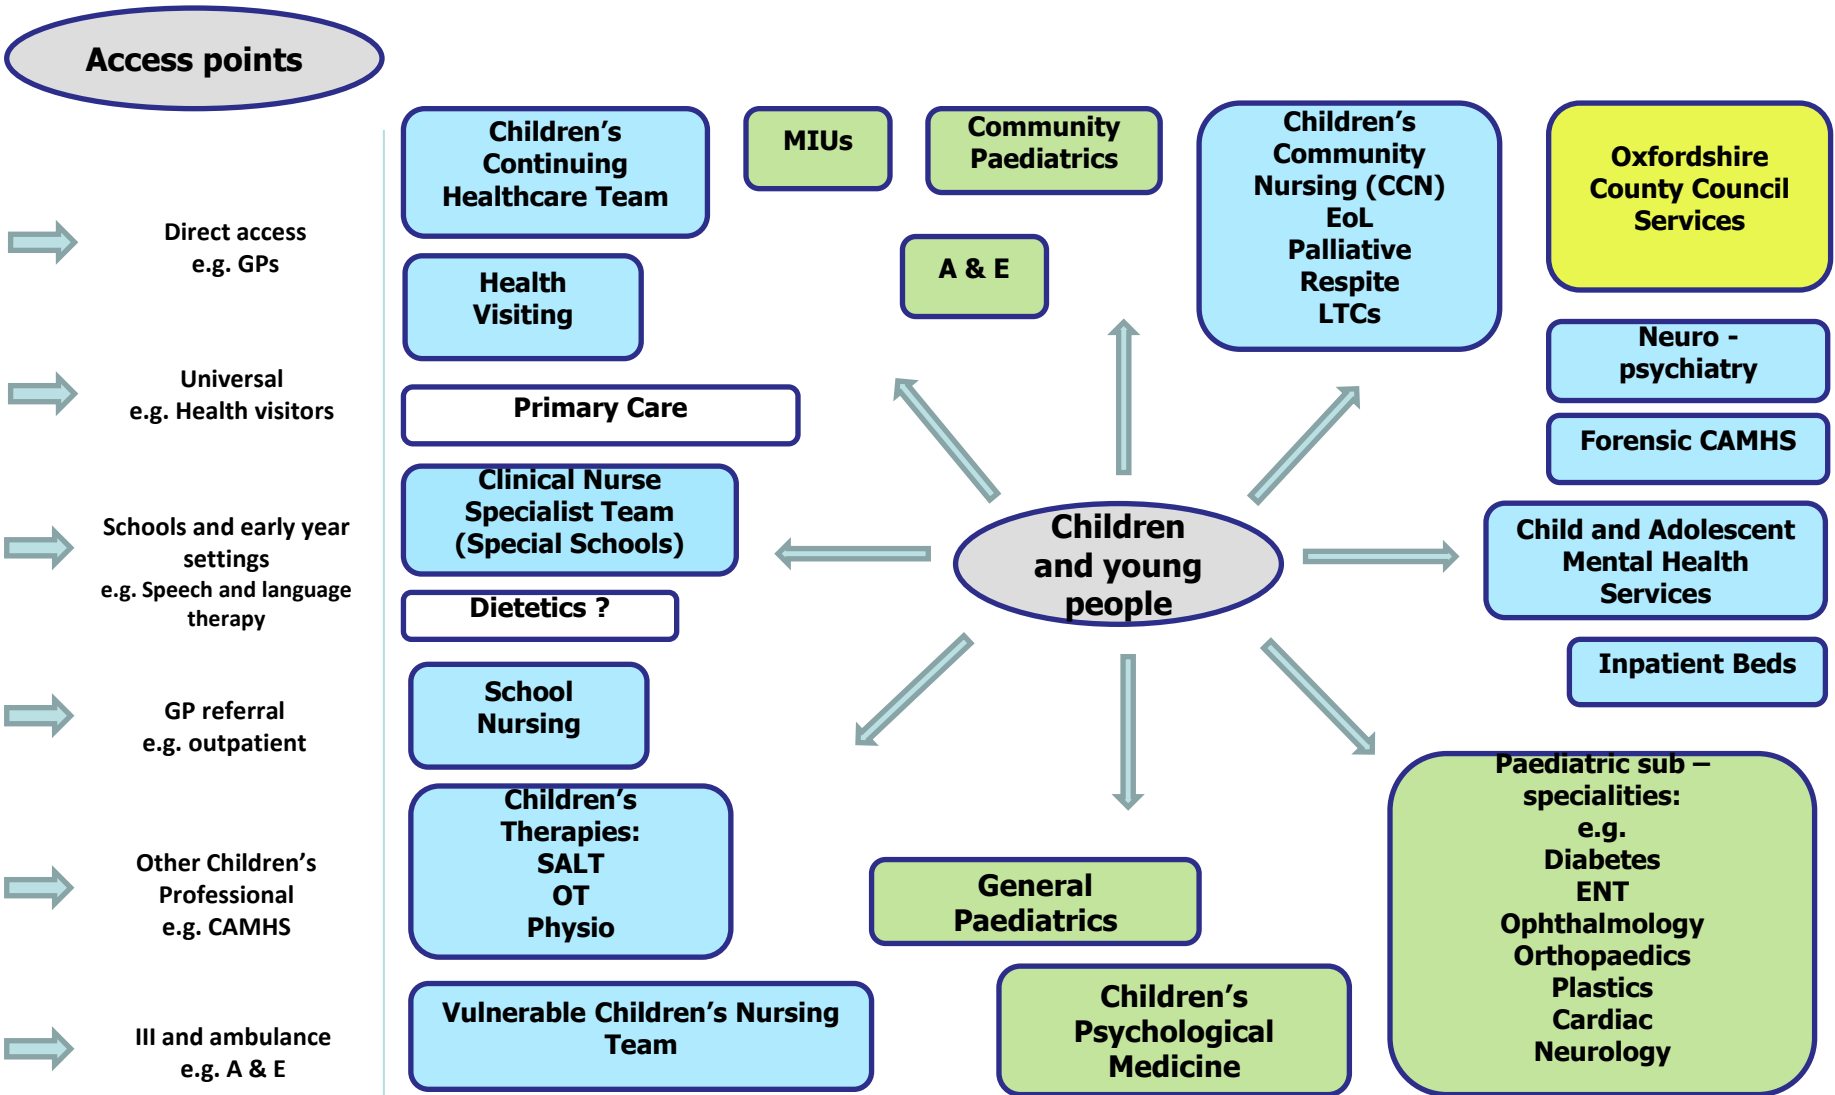 Access points
Direct access
e.g. GPs
Universal
e.g. Health visitors
Schools and early year
settings
e.g. Speech and language
therapy
GP referral
e.g. outpatient
Other Children’s
Professional
e.g. CAMHS
III and ambulance
e.g. A & E
Children’s
Continuing
Healthcare Team
Health
Visiting
Primary Care
Clinical Nurse
Specialist Team
(Special Schools)
Dietetics ?
School
Nursing
Children’s
Therapies:
SALT
OT
Physio
Vulnerable Children’s Nursing
Team
MIUs
Community
Paediatrics
A & E
Children
and young
people
General
Paediatrics
Children’s
Psychological
Medicine
Children’s
Community
Nursing (CCN)
EoL
Palliative
Respite
LTCs
Oxfordshire
County Council
Services
Neuro -
psychiatry
Forensic CAMHS
Child and Adolescent
Mental Health
Services
Inpatient Beds
Paediatric sub –
specialities:
e.g.
Diabetes
ENT
Ophthalmology
Orthopaedics
Plastics
Cardiac
Neurology